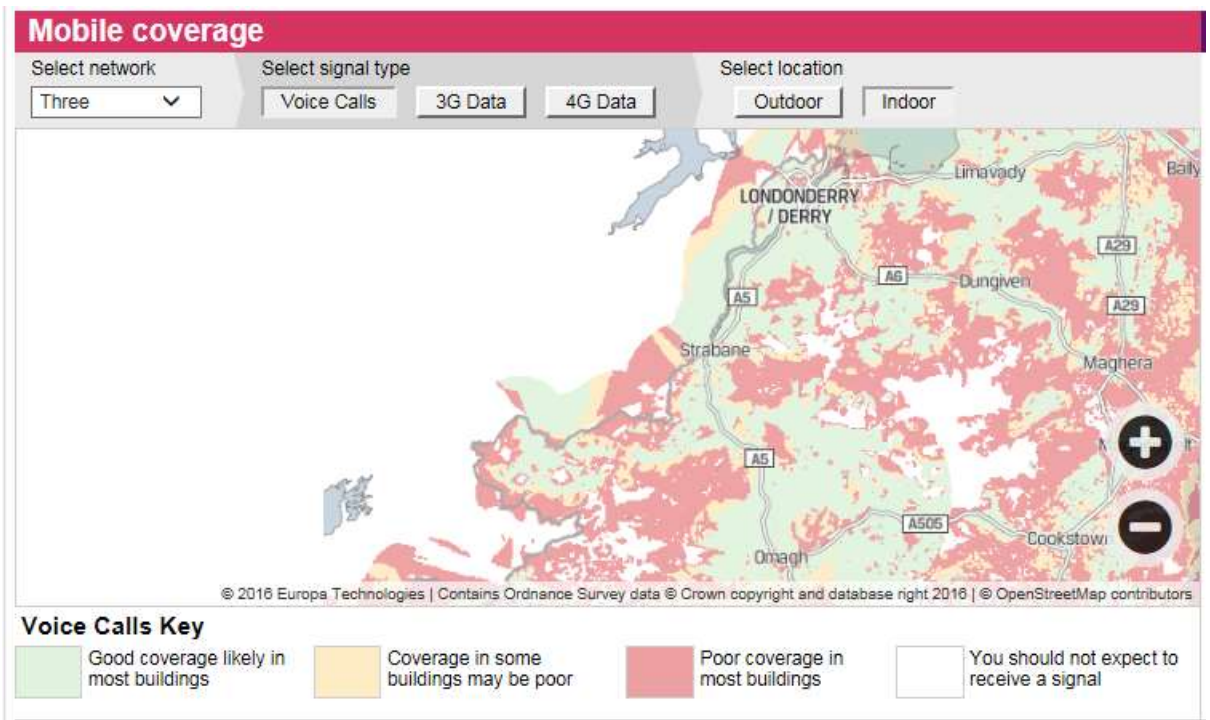 Mobile coverage
Select network
Select signal type
Select location
Three
Voice Calls
3G Data
4G Data
Outdoor
Indoor
Limavady
Bally
LONDONDERRY
/ DERRY
A29
A6
Dungiven
A5
A29
Strabane
Maghera
A5
A505
Cookstow
Omagh
© 2016 Europa Technologies | Contains Ordnance Survey data © Crown copyright and database right 2016 | © OpenStreetMap contributors
Voice Calls Key
Good coverage likely in
most buildings
Coverage in some
buildings may be poor
Poor coverage in
most buildings
You should not expect to
receive a signal